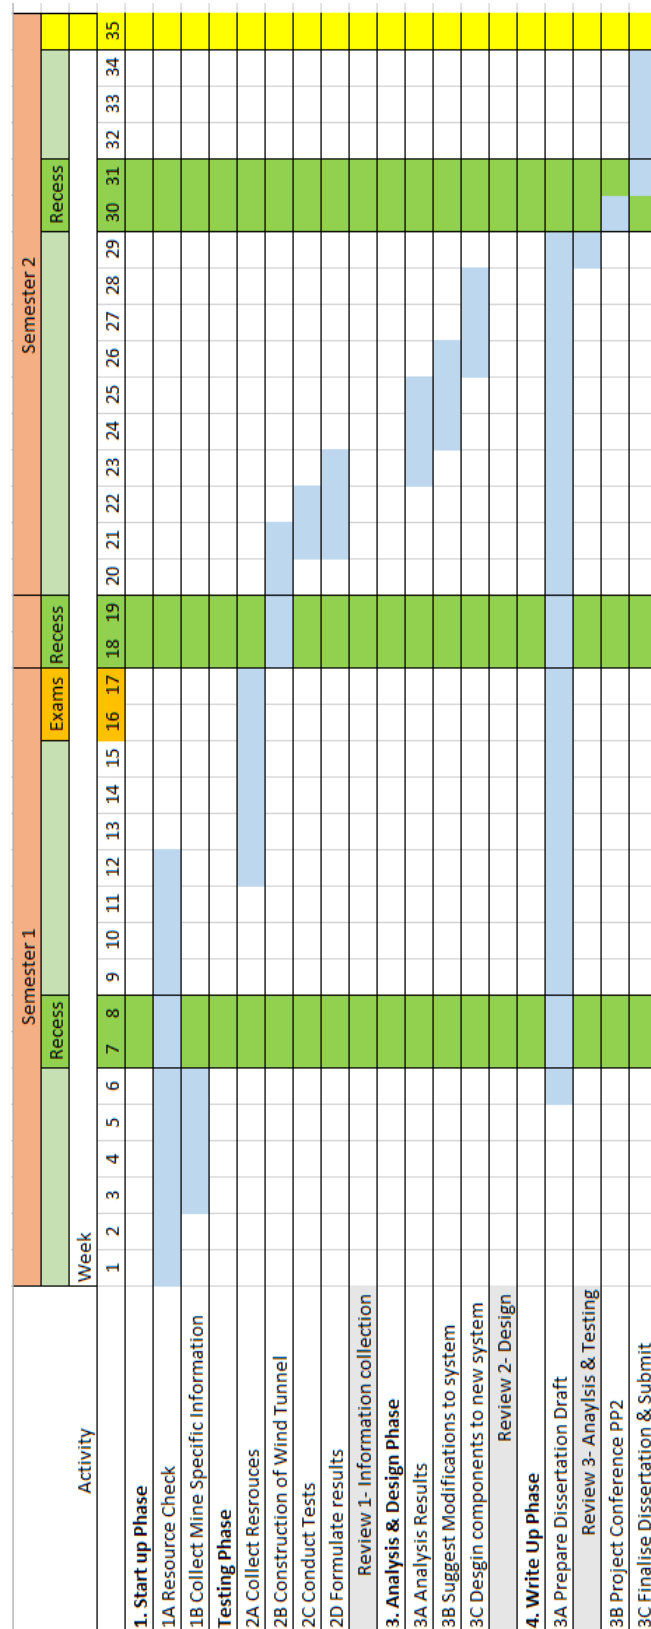 Semester 1 Semester 2
Recess Exams Recess Recess
Activity Week
1 2 3 4 5 6 7 8 9 10 11 12 13 14 15 16 17 18 19 20 21 22 23 24 25 26 27 28 29 30 31 32 33 34 35
1. Start up Phase
1A Resource Check
1B Collect Mine Specific Information
Testing Phase
2A Collect Resrouces
2B Construction of Wind Tunnel
2C Conduct Tests
2D Formulate results
Review 1- Information collection
3. Analysis & Design Phase
3A Analysis Results
3B Suggest Modifications to system
3C Desgin components to new system
Review 2- Design
4. Write Up Phase
3A Prepare Dissertation Draft
Review 3- Anaylsis & Testing
3B Project Conference PP2
3C Finalise Dissertation & Submit